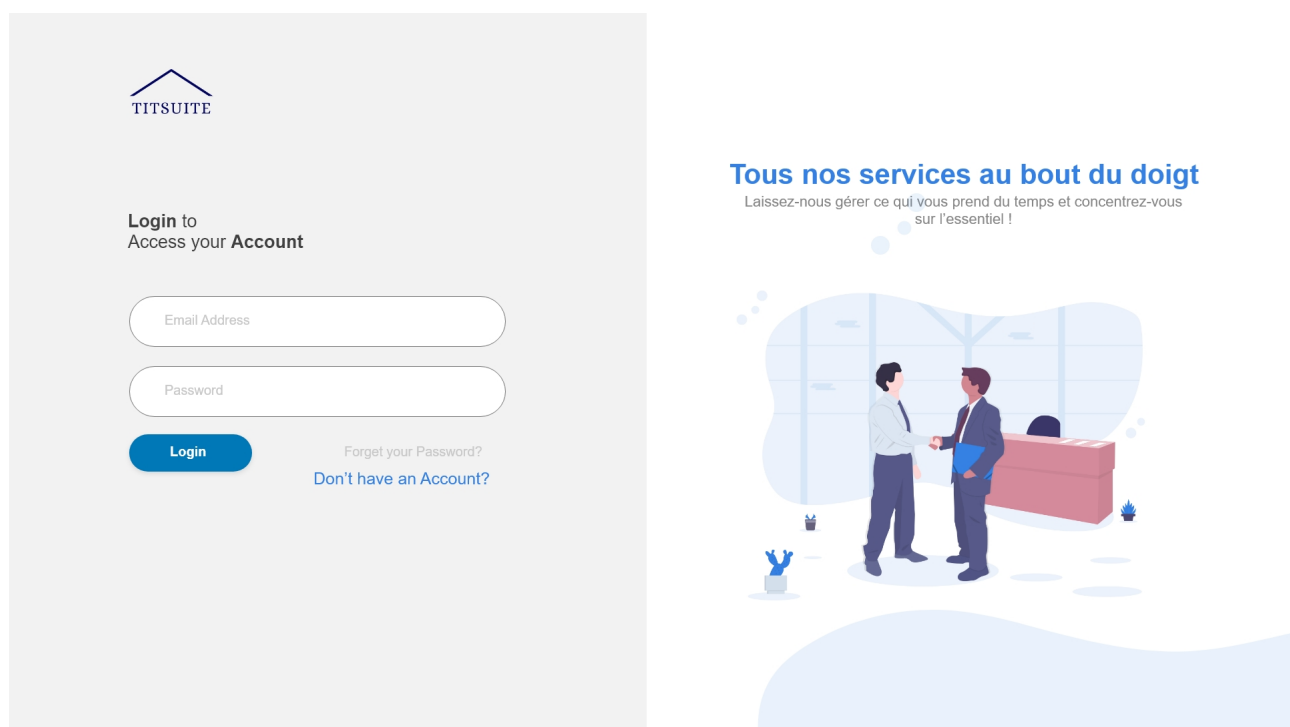 TITSUITE
Login to
Access your Account
Email Address
Password
Login
Forget your Password?
Don't have an Account?
Tous nos services au bout du doigt
Laissez-nous gérer ce qui vous prend du temps et concentrez-vous
sur l'essentiel !